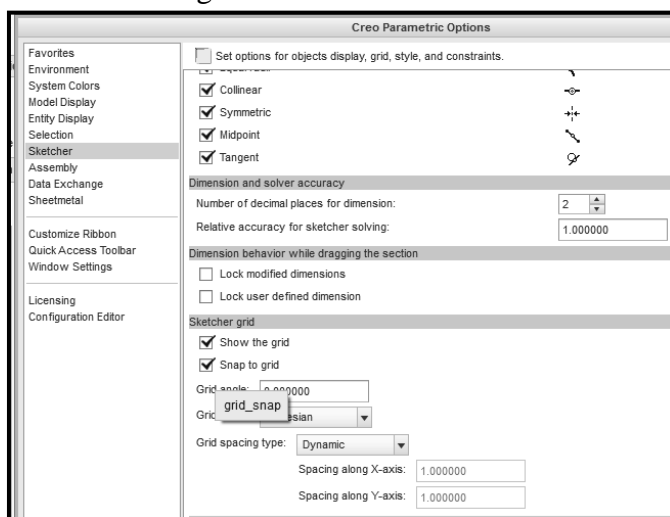 Creo Parametric Options
Favorites
Environment
System Colors
Model Display
Entity Display
Selection
Sketcher
Assembly
Data Exchange
Sheetmetal
Customize Ribbon
Quick Access Toolbar
Window Settings
Licensing
Configuration Editor
Set options for objects display, grid, style, and constraints.
Collinear
Symmetric
Midpoint
Tangent
Dimension and solver accuracy
Number of decimal places for dimension: 2
Relative accuracy for sketcher solving: 1.000000
Dimension behavior while dragging the section
Lock modified dimensions
Lock user defined dimension
Sketcher grid
Show the grid
Snap to grid
Grid angle: 0.000000
grid_snap
Grid
Grid spacing type: Dynamic
Spacing along X-axis: 1.000000
Spacing along Y-axis: 1.000000